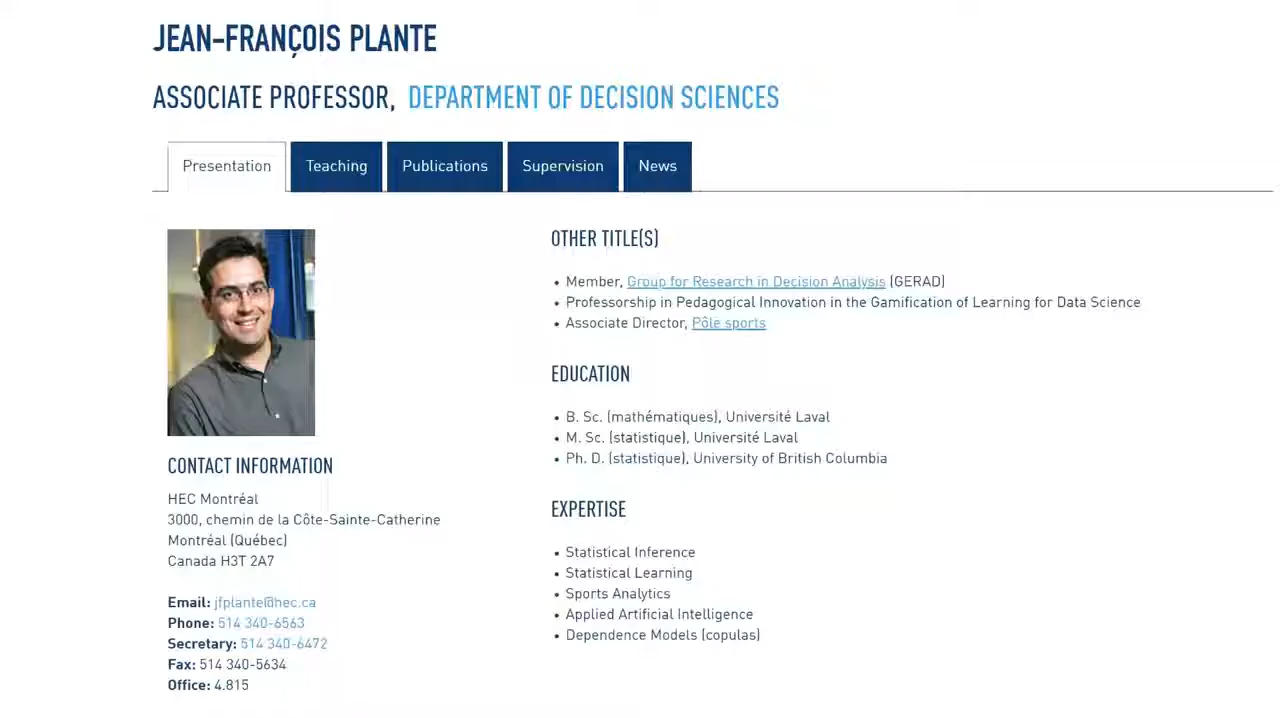 JEAN-FRANÇOIS PLANTE
ASSOCIATE PROFESSOR, DEPARTMENT OF DECISION SCIENCES
Presentation
Teaching
Publications
Supervision
News
CONTACT INFORMATION
HEC Montréal
3000, chemin de la Côte-Sainte-Catherine
Montréal (Québec)
Canada H3T 2A7
Email: jfplante@hec.ca
Phone: 514 340-6563
Secretary: 514 340-6472
Fax: 514 340-5634
Office: 4.815
OTHER TITLE(S)
• Member, Group for Research in Decision Analysis (GERAD)
• Professorship in Pedagogical Innovation in the Gamification of Learning for Data Science
• Associate Director, Pôle sports
EDUCATION
• B. Sc. (mathématiques), Université Laval
• M. Sc. (statistique), Université Laval
• Ph. D. (statistique), University of British Columbia
EXPERTISE
• Statistical Inference
• Statistical Learning
• Sports Analytics
• Applied Artificial Intelligence
• Dependence Models (copulas)